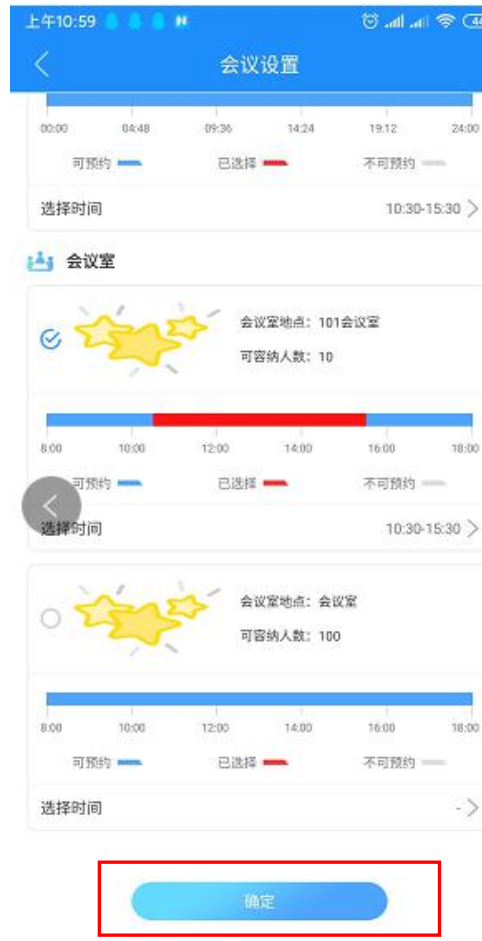 上午10:59
会议设置
00:00 04:48 09:36 14:24 19:12 24:00
可预约 已选择 不可预约
选择时间 10:30-15:30
会议室
会议室地点：101会议室
可容纳人数：10
8:00 10:00 12:00 14:00 16:00 18:00
可预约 已选择 不可预约
选择时间 10:30-15:30
会议室地点：会议室
可容纳人数：100
8:00 10:00 12:00 14:00 16:00 18:00
可预约 已选择 不可预约
选择时间 -
确定